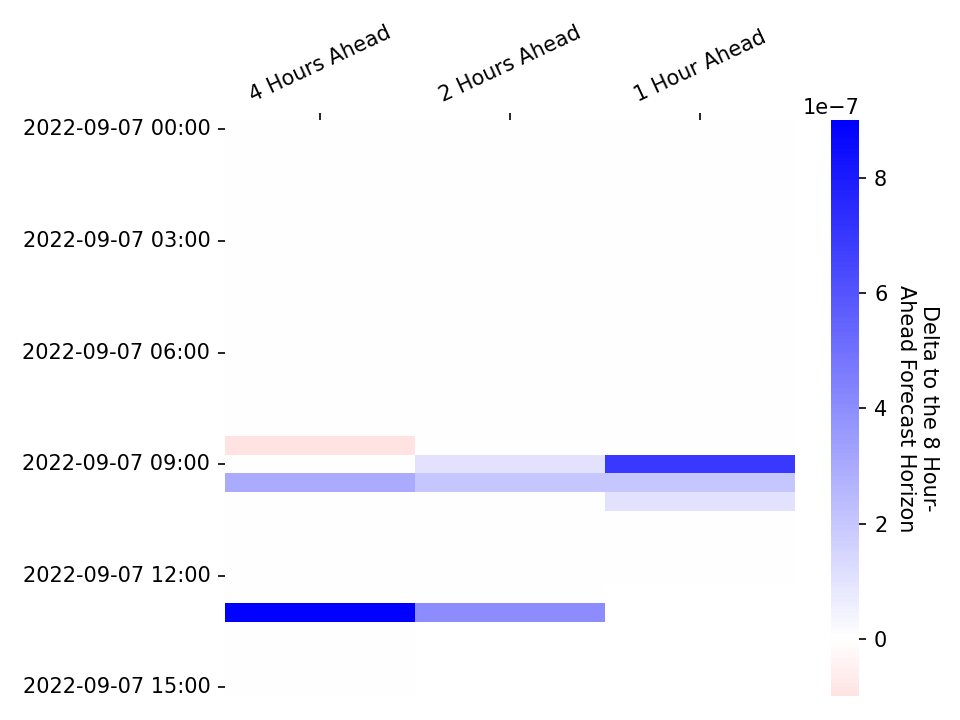 4 Hours Ahead
2 Hours Ahead
1 Hour Ahead
1e−7
2022-09-07 00:00
2022-09-07 03:00
2022-09-07 06:00
2022-09-07 09:00
2022-09-07 12:00
2022-09-07 15:00
8
6
4
2
0
Delta to the 8 Hour-
Ahead Forecast Horizon